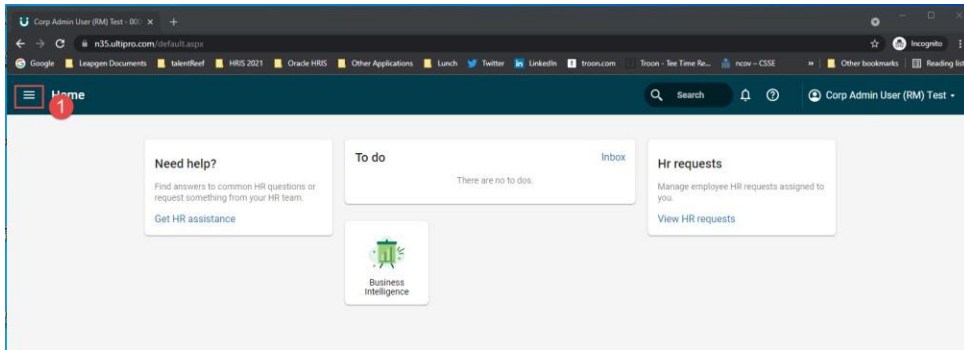 Corp Admin User (RM) Test - 000
n35.ultipro.com/default.aspx
Incognito
Google Leapgen Documents talentReef HRIS 2021 Oracle HRIS Other Applications Lunch Twitter LinkedIn troon.com Troon - Tee Time Re... ncov – CSSE » Other bookmarks Reading list
Home Search Corp Admin User (RM) Test
1
Need help?
Find answers to common HR questions or
request something from your HR team.
Get HR assistance
To do Inbox
There are no to dos.
Business
Intelligence
Hr requests
Manage employee HR requests assigned to
you.
View HR requests